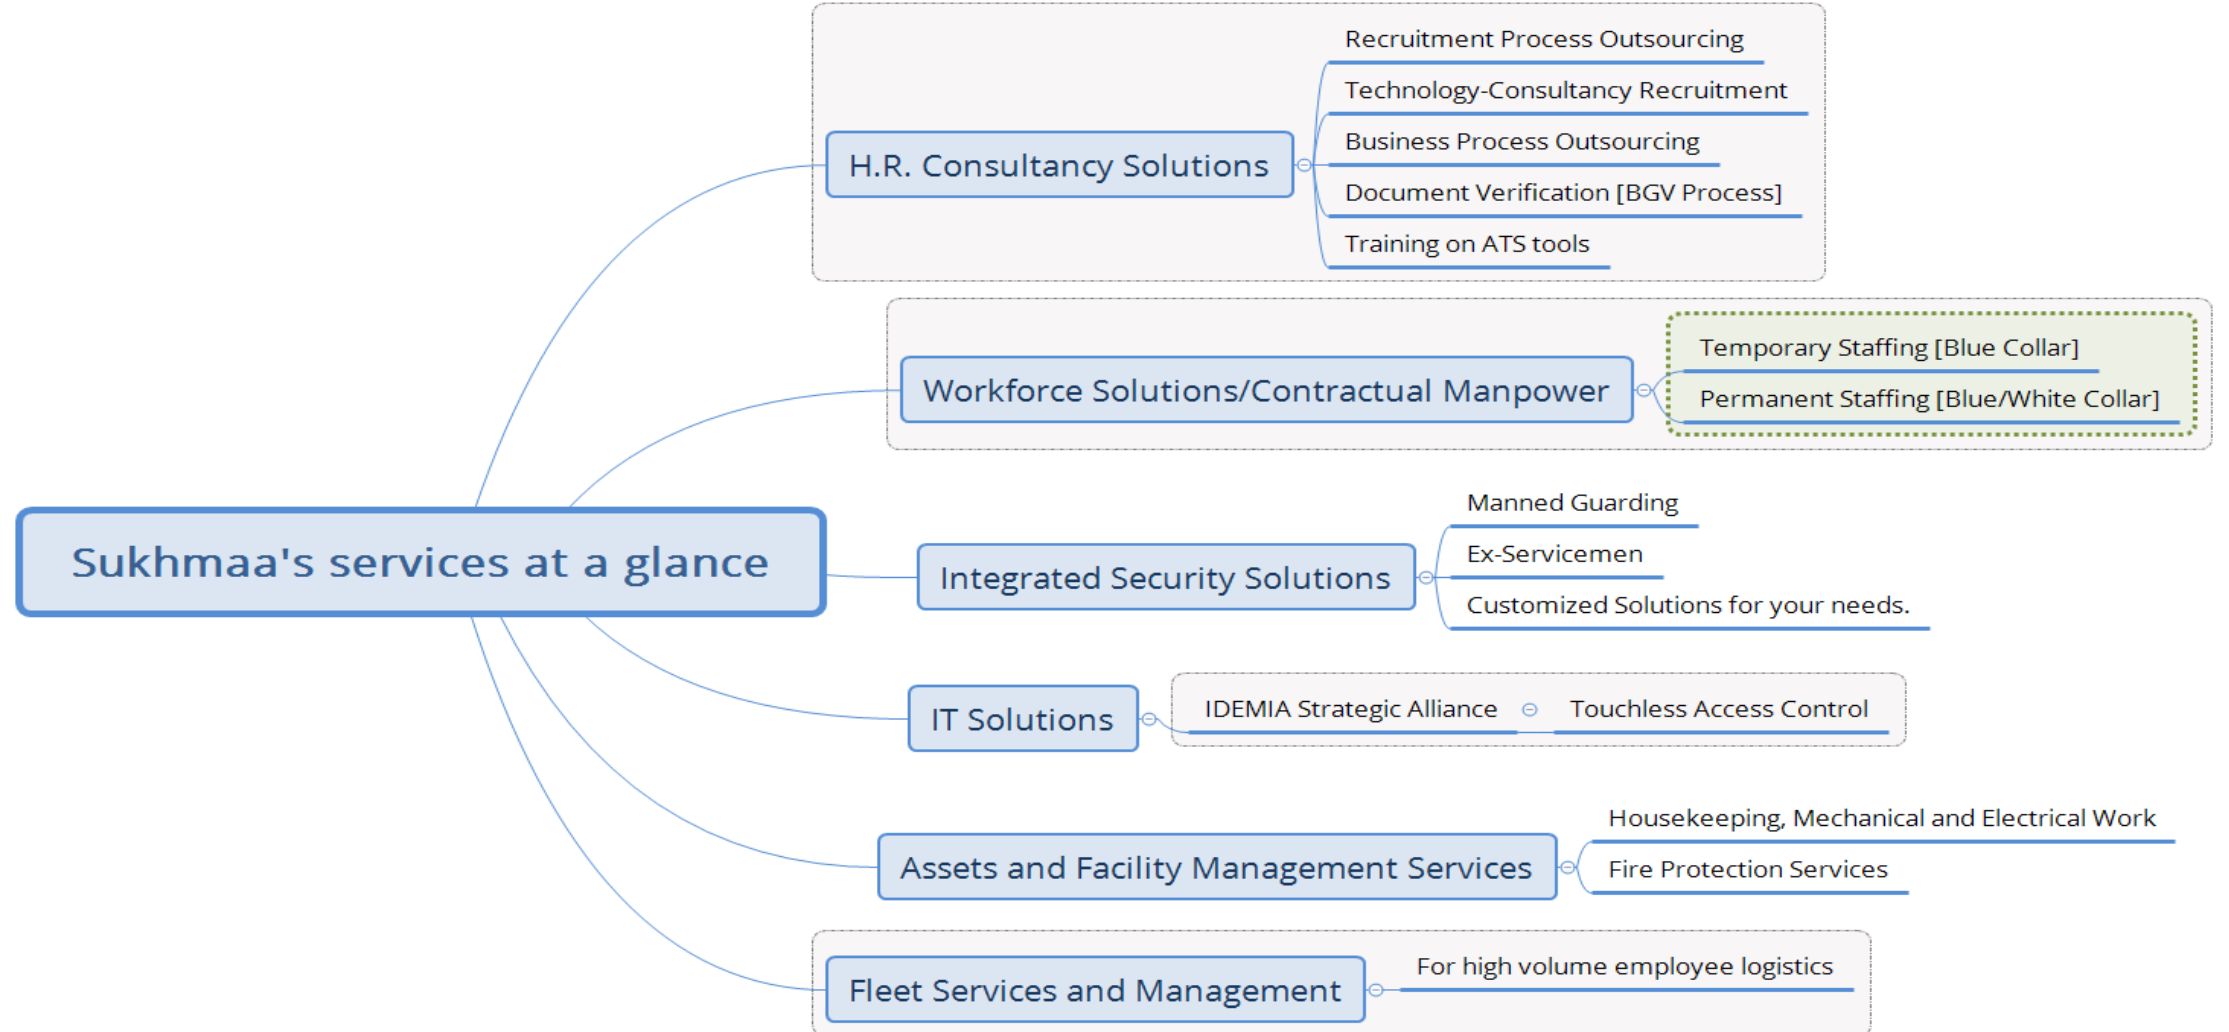 Sukhmaa's services at a glance
H.R. Consultancy Solutions
Recruitment Process Outsourcing
Technology-Consultancy Recruitment
Business Process Outsourcing
Document Verification [BGV Process]
Training on ATS tools
Workforce Solutions/Contractual Manpower
Temporary Staffing [Blue Collar]
Permanent Staffing [Blue/White Collar]
Integrated Security Solutions
Manned Guarding
Ex-Servicemen
Customized Solutions for your needs.
IT Solutions
IDEMIA Strategic Alliance
Touchless Access Control
Assets and Facility Management Services
Housekeeping, Mechanical and Electrical Work
Fire Protection Services
Fleet Services and Management
For high volume employee logistics